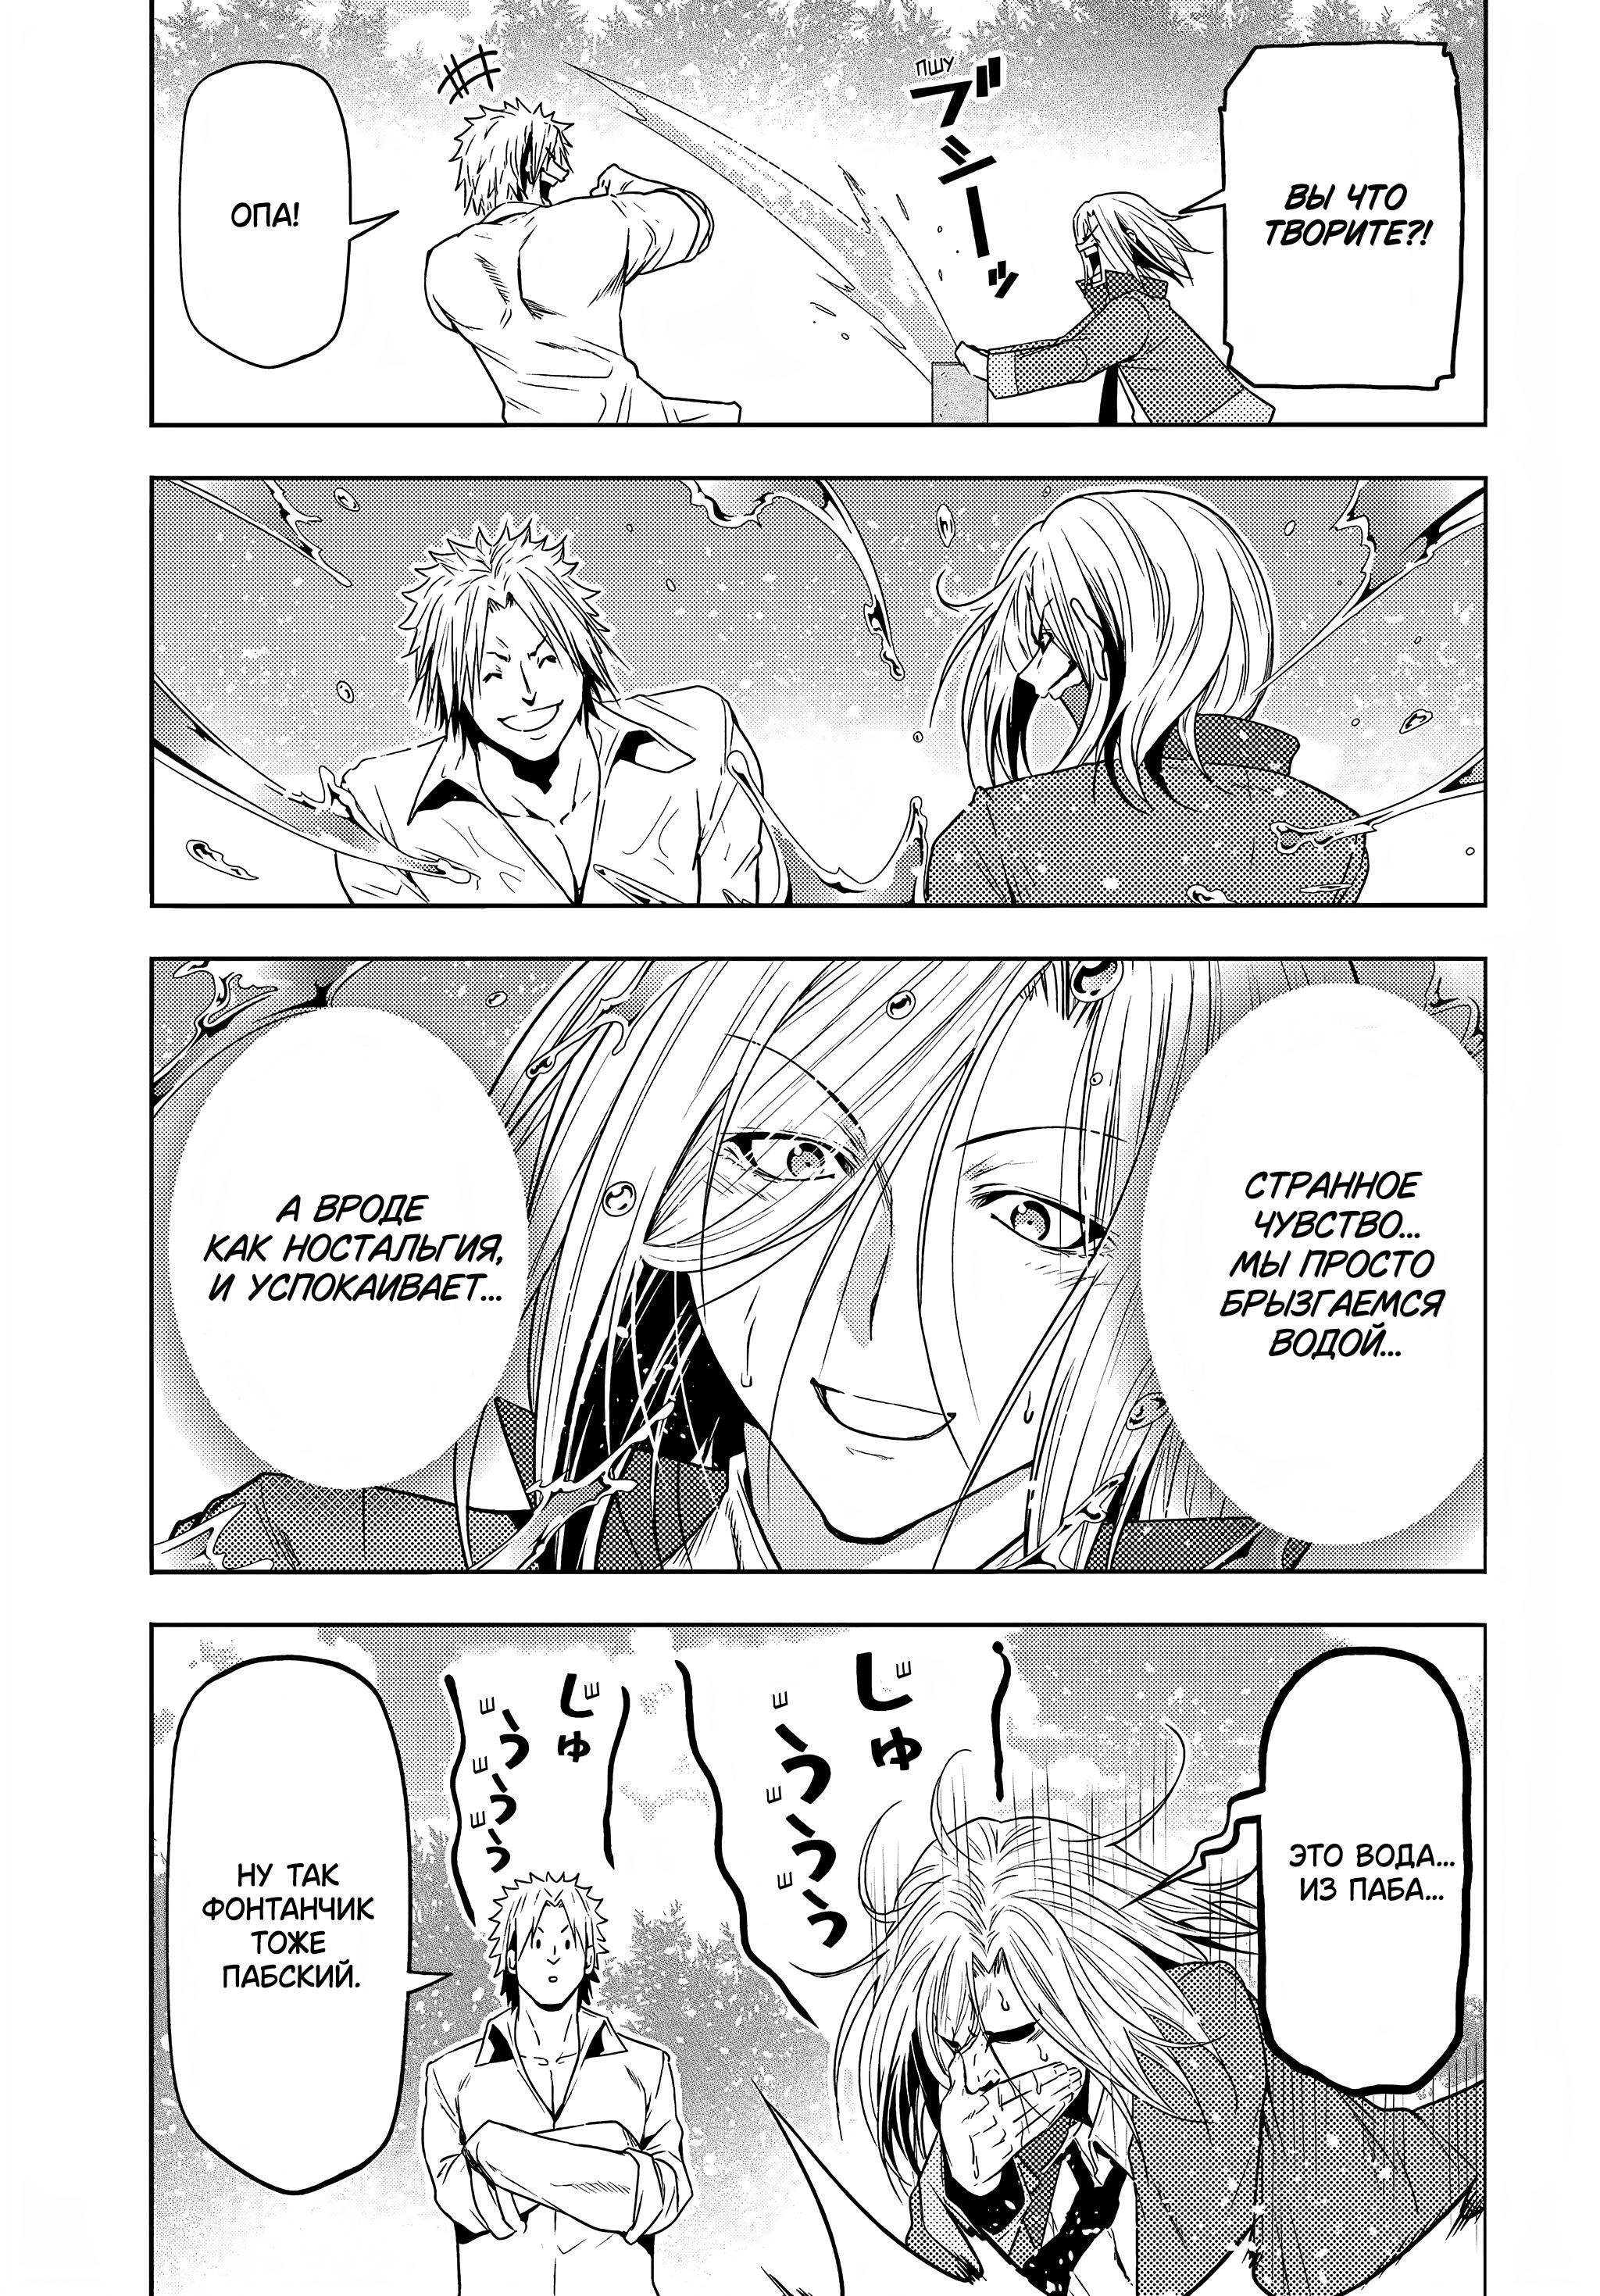 ВЫ ЧТО
ТВОРИТЕ?!
ПШУ
ブシーッ
ОПА!
СТРАННОЕ
ЧУВСТВО...
МЫ ПРОСТО
БРЫЗГАЕМСЯ
ВОДОЙ...
А ВРОДЕ
КАК НОСТАЛЬГИЯ,
И УСПОКАИВАЕТ...
ЭТО ВОДА...
ИЗ ПАБА...
Ш
じゅ
Ш
Ш
うううう
Ш
Ш
じゅ
Ш
Ш
Ш
ううう
НУ ТАК
ФОНТАНЧИК
ТОЖЕ
ПАБСКИЙ.